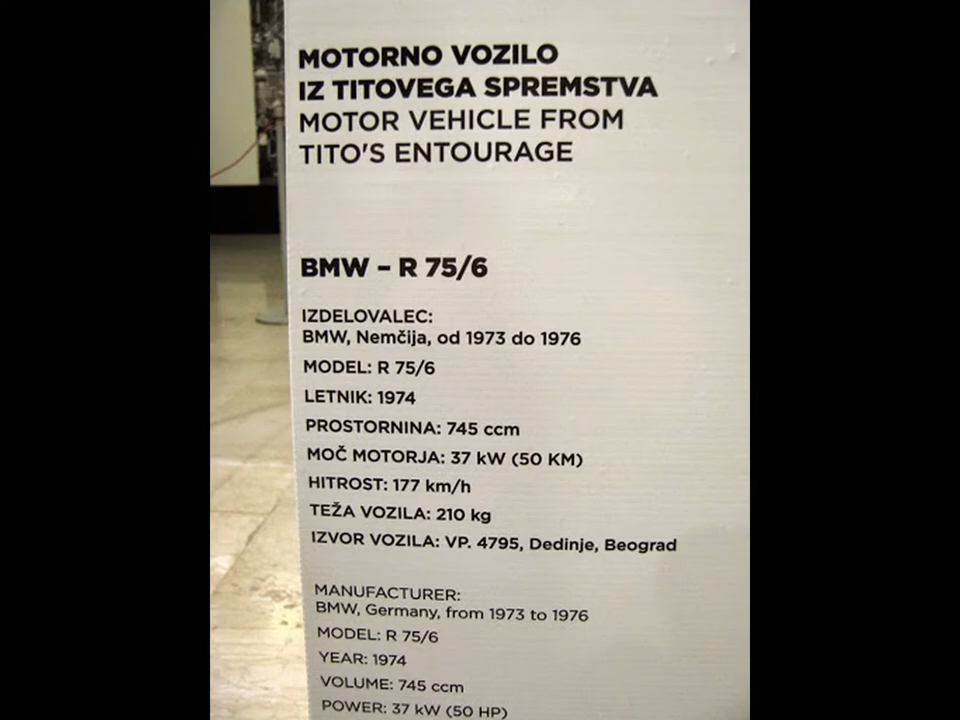 MOTORNO VOZILO
IZ TITOVEGA SPREMSTVA
MOTOR VEHICLE FROM
TITO'S ENTOURAGE
BMW – R 75/6
IZDELOVALEC:
BMW, Nemčija, od 1973 do 1976
MODEL: R 75/6
LETNIK: 1974
PROSTORNINA: 745 ccm
MOČ MOTORJA: 37 kW (50 KM)
HITROST: 177 km/h
TEŽA VOZILA: 210 kg
IZVOR VOZILA: VP. 4795, Dedinje, Beograd
MANUFACTURER:
BMW, Germany, from 1973 to 1976
MODEL: R 75/6
YEAR: 1974
VOLUME: 745 ccm
POWER: 37 kW (50 HP)